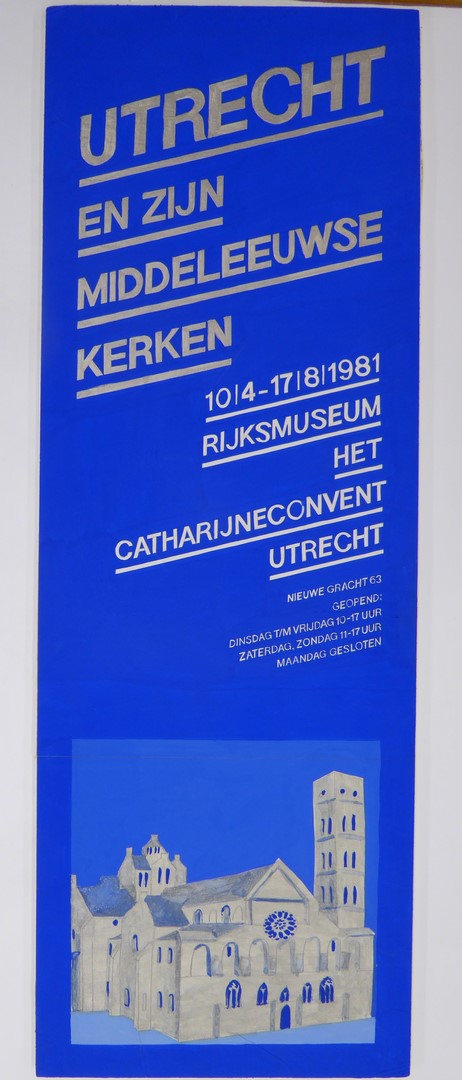 UTRECHT
EN ZIJN
MIDDELEEUWSE
KERKEN
10|4-17|8|1981
RIJKSMUSEUM
HET
CATHARIJNECONVENT
UTRECHT
NIEUWE GRACHT 63
GEOPEND:
DINSDAG T/M VRIJDAG 10-17 UUR
ZATERDAG, ZONDAG 11-17 UUR
MAANDAG GESLOTEN